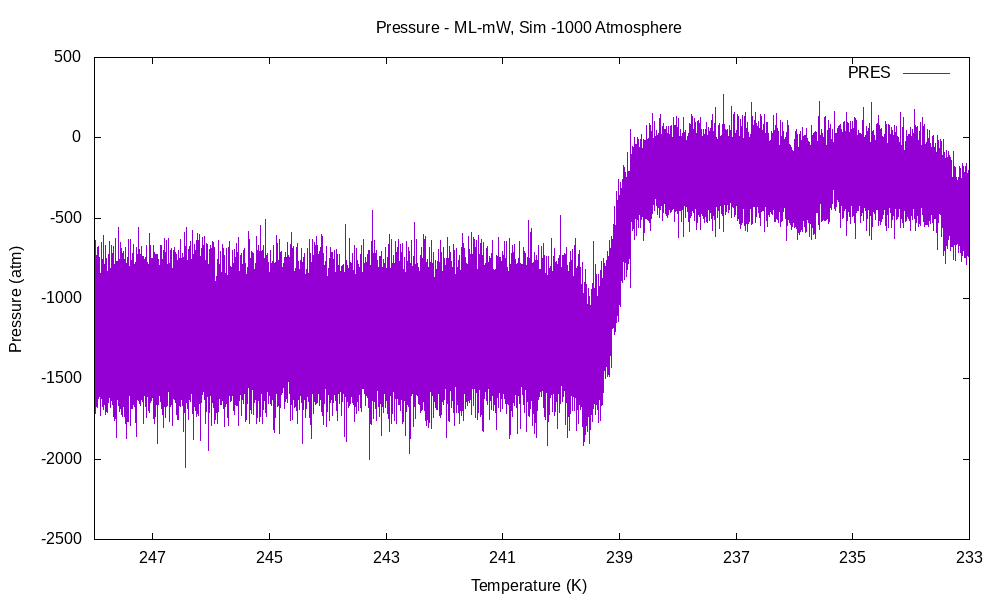 Pressure - ML-mW, Sim -1000 Atmosphere
PRES
500
0
-500
-1000
-1500
-2000
-2500
Pressure (atm)
247 245 243 241 239 237 235 233
Temperature (K)